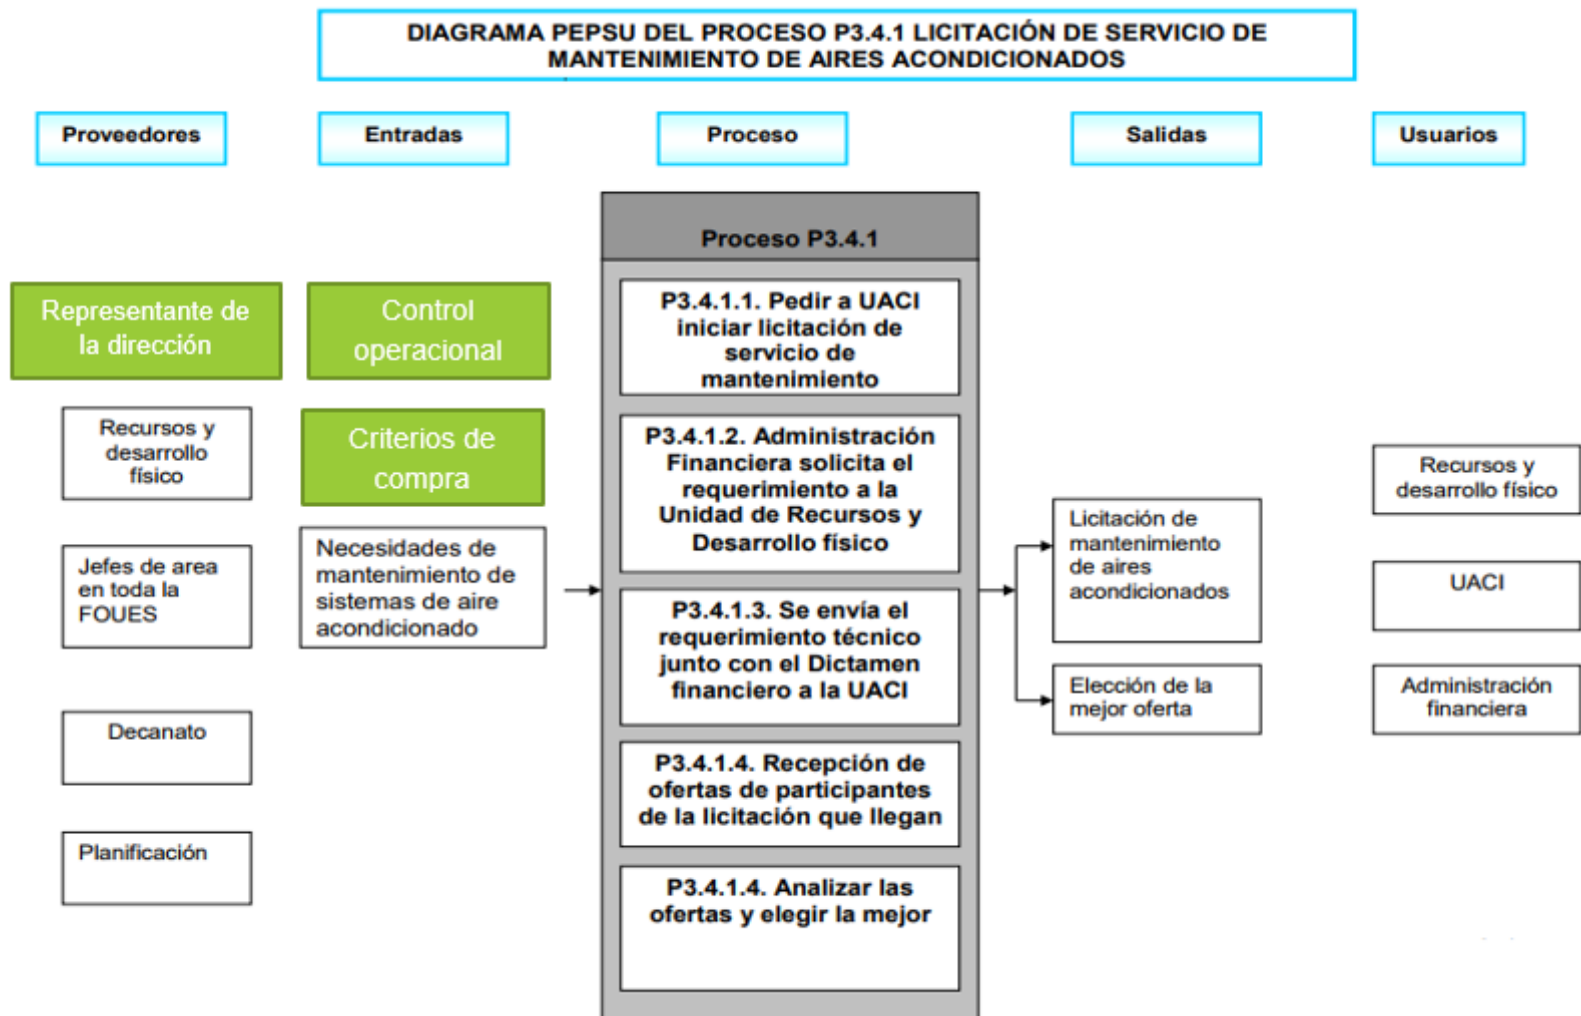 DIAGRAMA PEPSU DEL PROCESO P3.4.1 LICITACIÓN DE SERVICIO DE
MANTENIMIENTO DE AIRES ACONDICIONADOS
Proveedores
Entradas
Proceso
Salidas
Usuarios
Representante de
la dirección
Recursos y
desarrollo
físico
Jefes de area
en toda la
FOUES
Decanato
Planificación
Control
operacional
Criterios de
compra
Necesidades de
mantenimiento de
sistemas de aire
acondicionado
Proceso P3.4.1
P3.4.1.1. Pedir a UACI
iniciar licitación de
servicio de
mantenimiento
P3.4.1.2. Administración
Financiera solicita el
requerimiento a la
Unidad de Recursos y
Desarrollo físico
P3.4.1.3. Se envía el
requerimiento técnico
junto con el Dictamen
financiero a la UACI
P3.4.1.4. Recepción de
ofertas de participantes
de la licitación que llegan
P3.4.1.4. Analizar las
ofertas y elegir la mejor
Licitación de
mantenimiento
de aires
acondicionados
Elección de la
mejor oferta
Recursos y
desarrollo físico
UACI
Administración
financiera